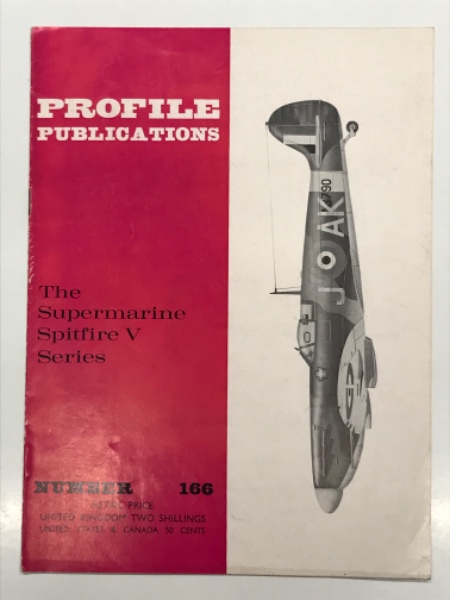 PROFILE
PUBLICATIONS
The
Supermarine
Spitfire V
Series
NUMBER 166
PRICE
UNITED KINGDOM TWO SHILLINGS
UNITED STATES & CANADA 50 CENTS
J AK